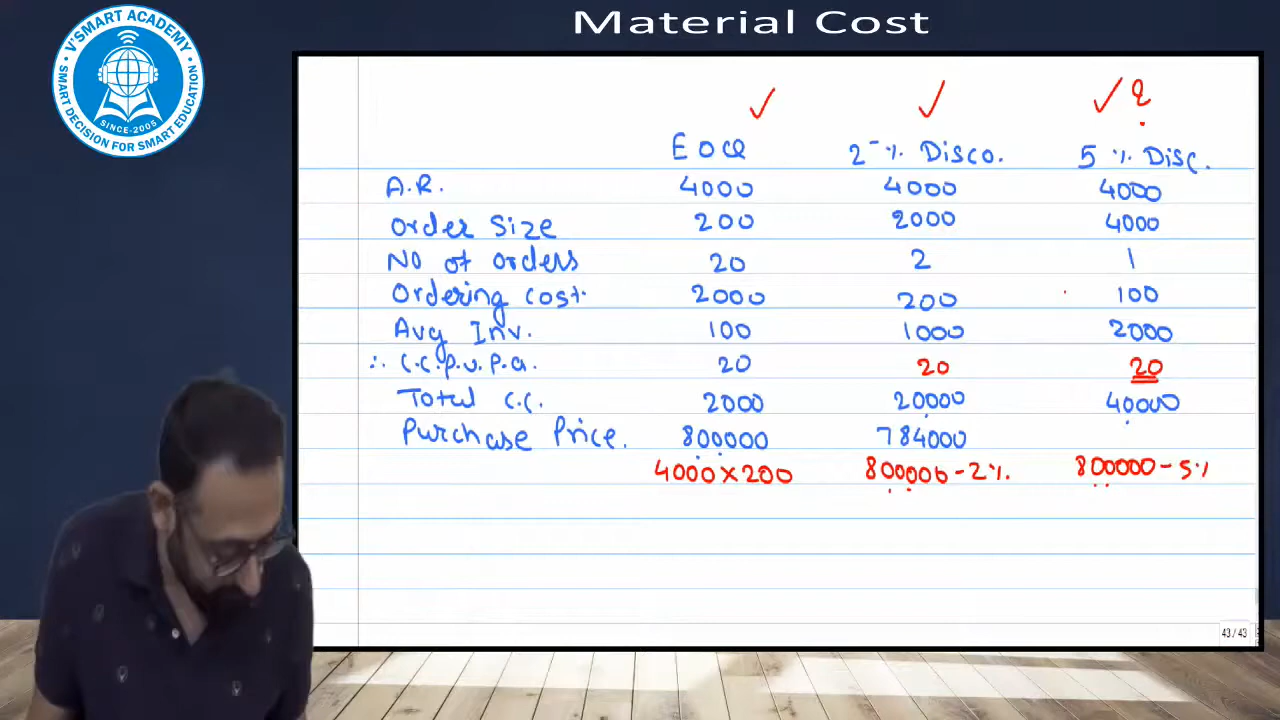 Material Cost
V'SMART ACADEMY
SINCE-2005
SMART DECISION FOR SMART EDUCATION
✓ ✓ ✓ 2
EOQ 2% Disco. 5% Disc.
A.R. 4000 4000 4000
Order Size 200 2000 4000
No of orders 20 2 1
Ordering cost. 2000 200 100
Avg Inv. 100 1000 2000
∴ C.C.p.u.p.a. 20 20 20
Total C.C. 2000 20000 40000
Purchase Price. 800000 784000
4000×200 800000-2% 800000-5%
43/43